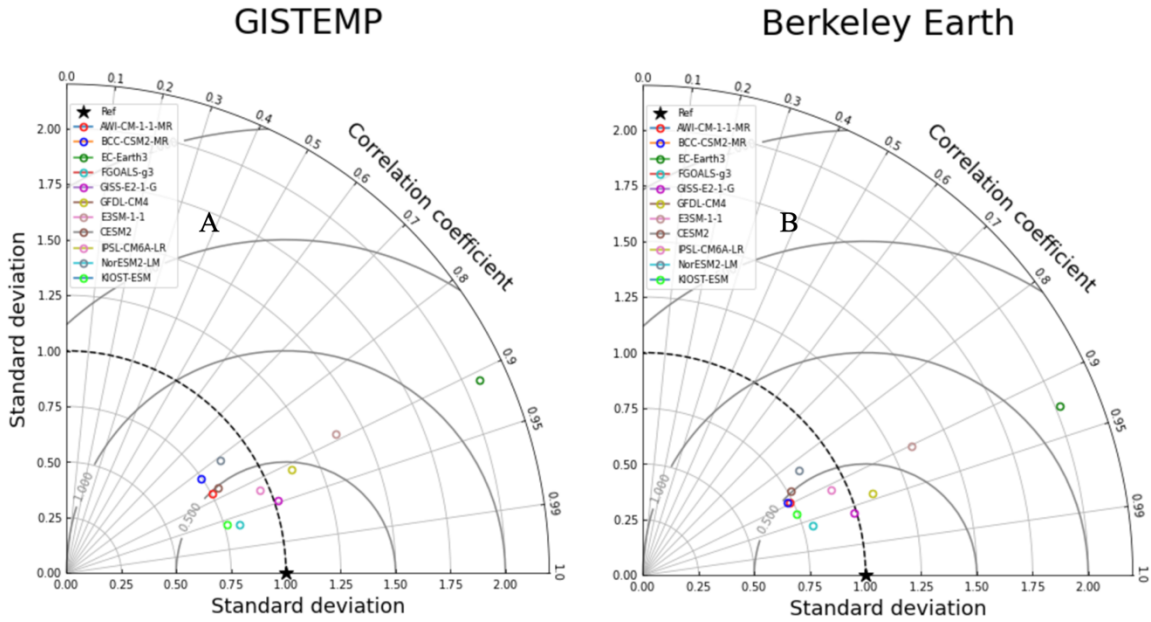 GISTEMP
Berkeley Earth
0.0
0.1
0.2
0.3
0.4
0.5
0.6
0.7
0.8
0.9
0.95
0.99
1.0
Correlation coefficient
Ref
AWI-CM-1-1-MR
BCC-CSM2-MR
EC-Earth3
FGOALS-g3
GISS-E2-1-G
GFDL-CM4
E3SM-1-1
CESM2
IPSL-CM6A-LR
NorESM2-LM
KIOST-ESM
A
2.00
1.75
1.50
1.25
1.00
0.75
0.50
0.25
0.00
Standard deviation
1.000
0.500
0.00
0.25
0.50
0.75
1.00
1.25
1.50
1.75
2.00
Standard deviation
0.0
0.1
0.2
0.3
0.4
0.5
0.6
0.7
0.8
0.9
0.95
0.99
1.0
Correlation coefficient
Ref
AWI-CM-1-1-MR
BCC-CSM2-MR
EC-Earth3
FGOALS-g3
GISS-E2-1-G
GFDL-CM4
E3SM-1-1
CESM2
IPSL-CM6A-LR
NorESM2-LM
KIOST-ESM
B
2.00
1.75
1.50
1.25
1.00
0.75
0.50
0.25
0.00
1.000
0.500
0.00
0.25
0.50
0.75
1.00
1.25
1.50
1.75
2.00
Standard deviation